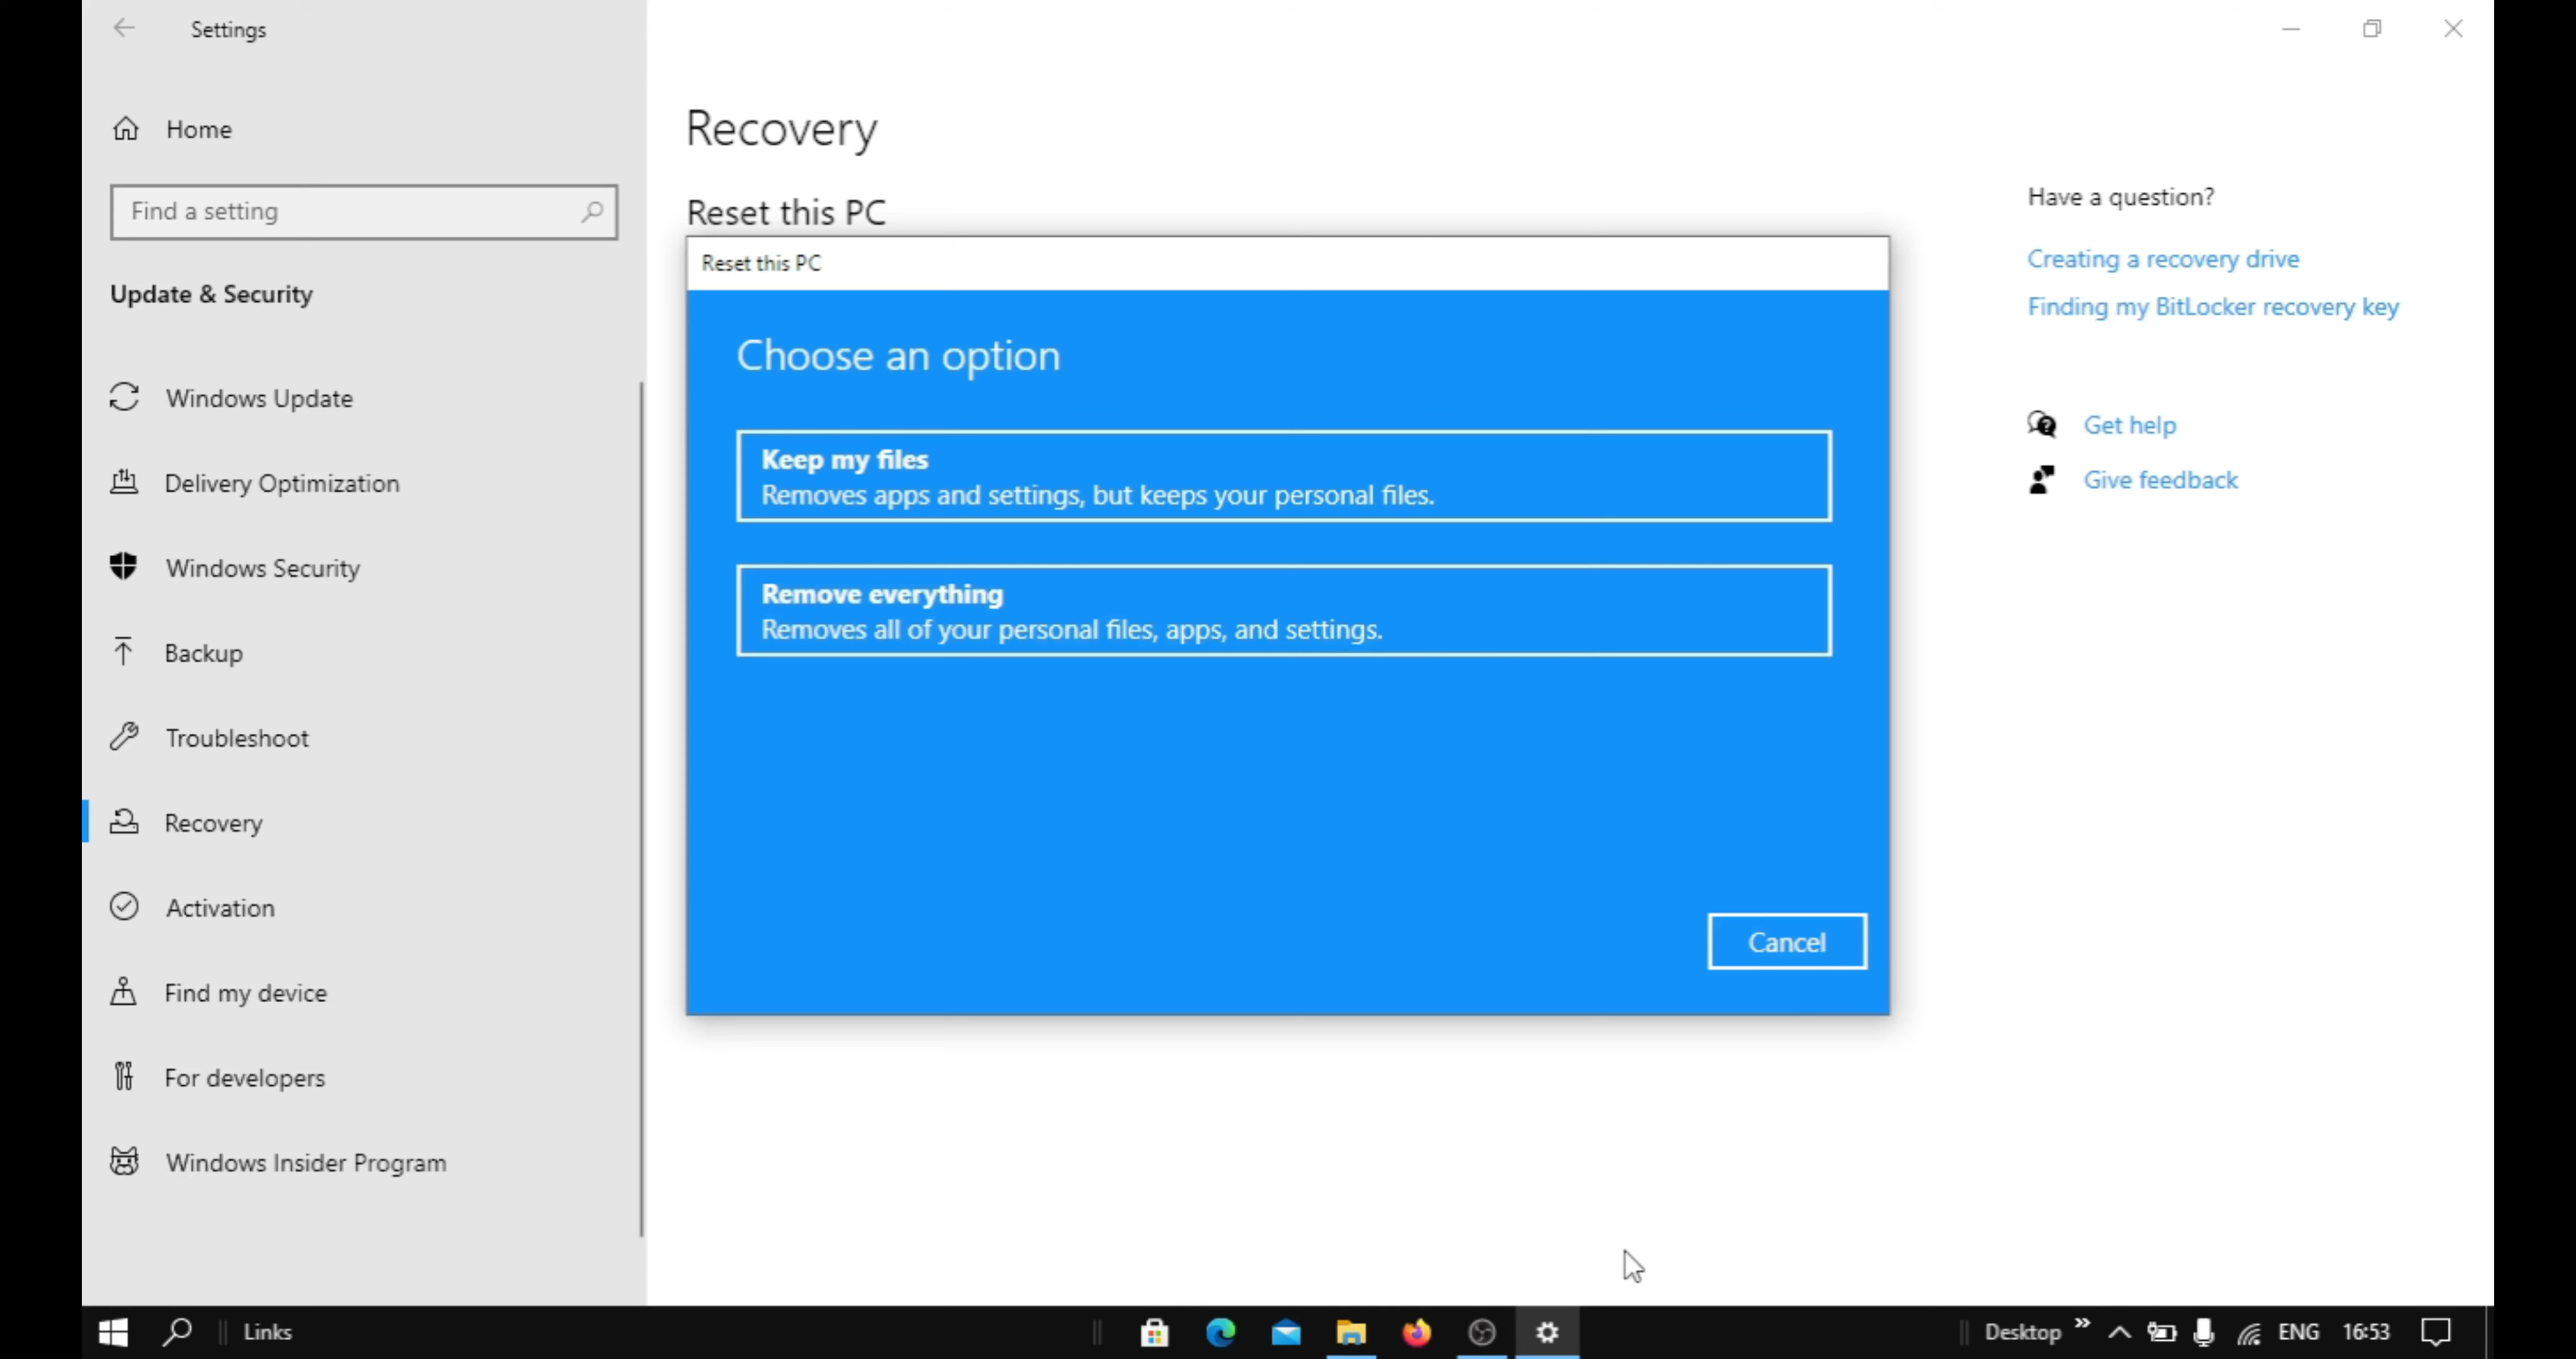 Settings
Home
Find a setting
Update & Security
Windows Update
Delivery Optimization
Windows Security
Backup
Troubleshoot
Recovery
Activation
Find my device
For developers
Windows Insider Program
Recovery
Reset this PC
Reset this PC
Choose an option
Keep my files
Removes apps and settings, but keeps your personal files.
Remove everything
Removes all of your personal files, apps, and settings.
Cancel
Have a question?
Creating a recovery drive
Finding my BitLocker recovery key
Get help
Give feedback
Links
Desktop
ENG
16:53